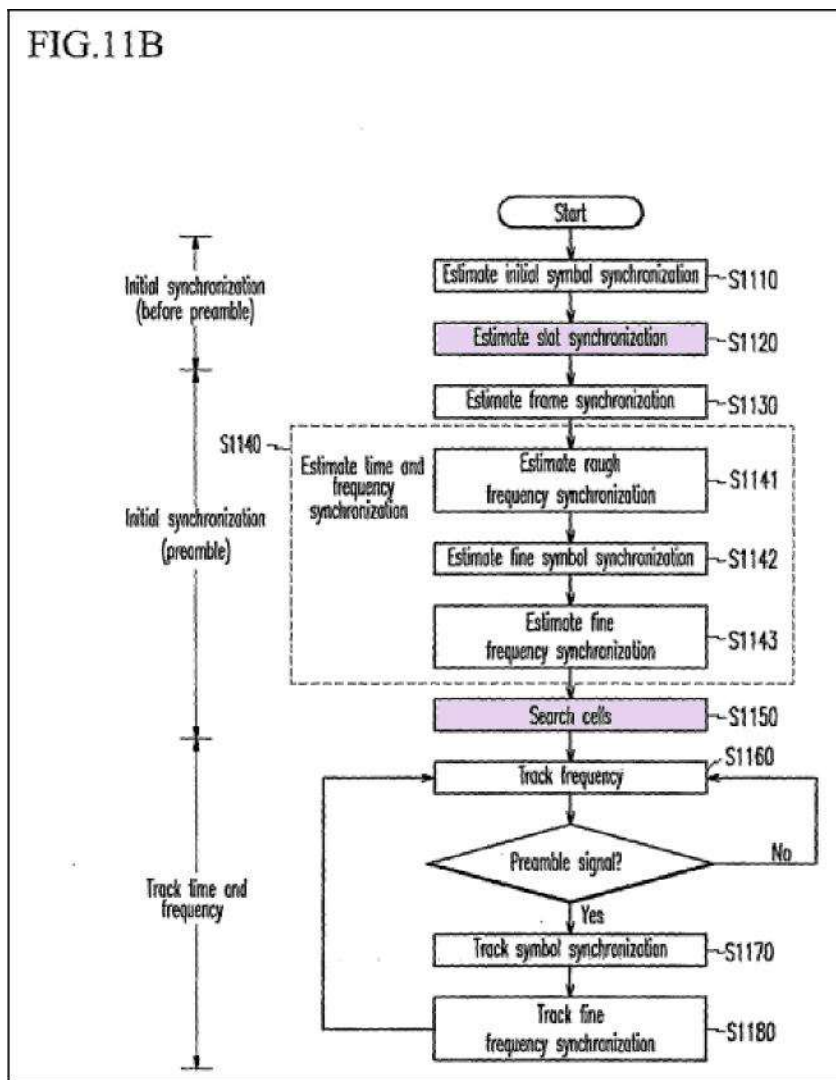 FIG.11B
Start
Initial synchronization
(before preamble)
Estimate initial symbol synchronization
S1110
Estimate slot synchronization
S1120
Estimate frame synchronization
S1130
S1140
Estimate time and
frequency
synchronization
Estimate rough
frequency synchronization
S1141
Initial synchronization
(preamble)
Estimate fine symbol synchronization
S1142
Estimate fine
frequency synchronization
S1143
Search cells
S1150
S1160
Track frequency
Preamble signal?
No
Track time and
frequency
Yes
Track symbol synchronization
S1170
Track fine
frequency synchronization
S1180